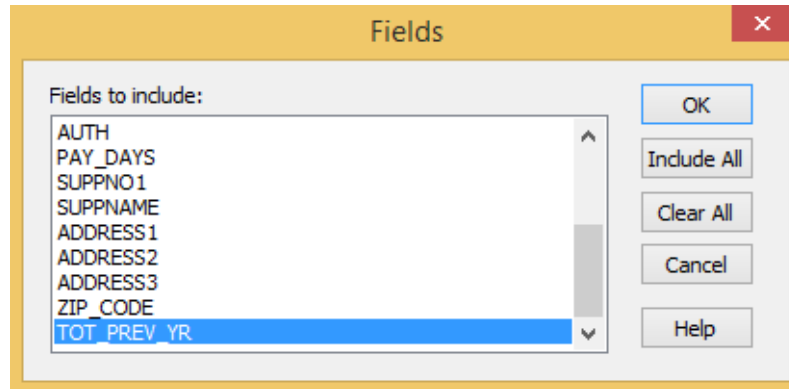 Fields
Fields to include:
AUTH
PAY_DAYS
SUPPNO1
SUPPNAME
ADDRESS1
ADDRESS2
ADDRESS3
ZIP_CODE
TOT_PREV_YR
OK
Include All
Clear All
Cancel
Help